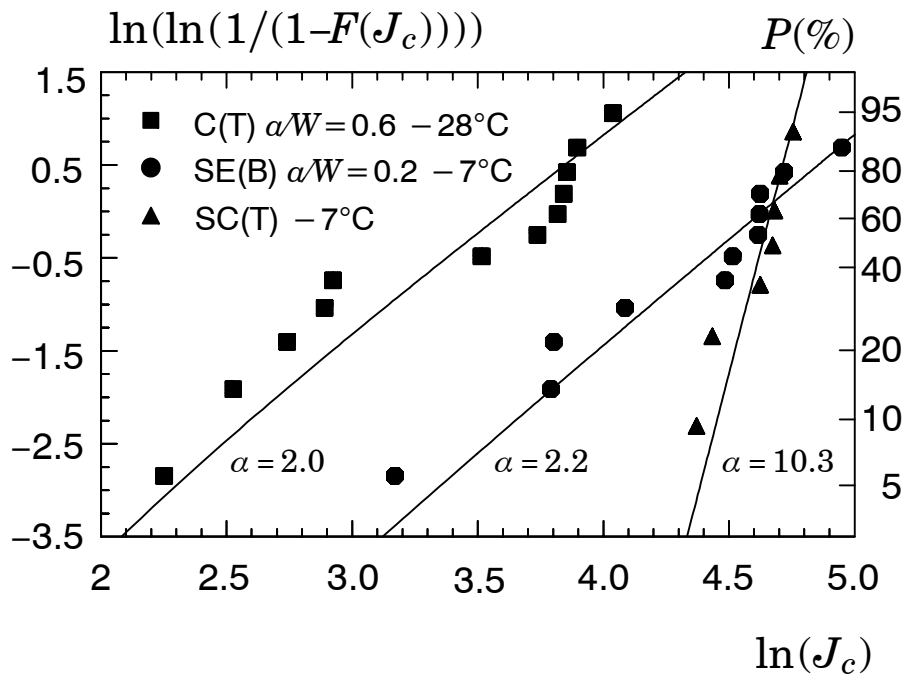 ln(ln(1/(1–F(J_c)))) P(%)
1.5
95
C(T) a/W=0.6 −28°C
0.5
SE(B) a/W=0.2 −7°C
80
SC(T) −7°C
60
−0.5
40
−1.5
20
10
−2.5
α=2.0 α=2.2 α=10.3
5
−3.5
2 2.5 3.0 3.5 4.0 4.5 5.0
ln(J_c)